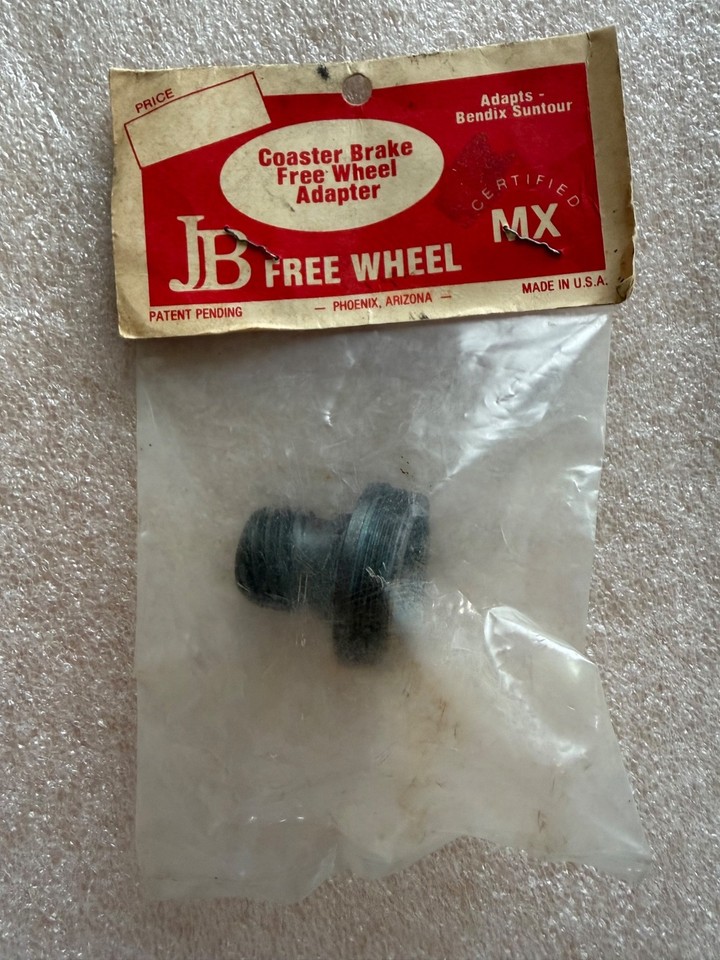 PRICE
Adapts -
Bendix Suntour
Coaster Brake
Free Wheel
Adapter
CERTIFIED
MX
JB FREE WHEEL
PATENT PENDING
— PHOENIX, ARIZONA —
MADE IN U.S.A.